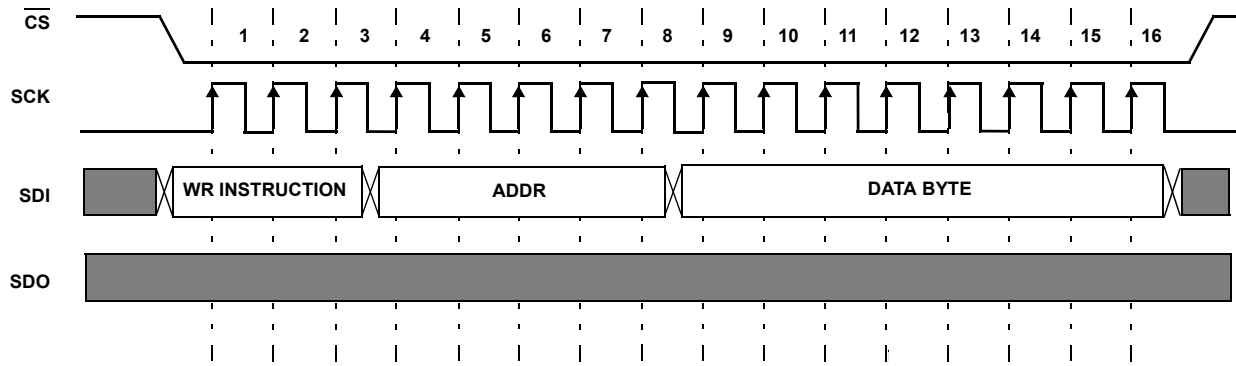 CS
1 2 3 4 5 6 7 8 9 10 11 12 13 14 15 16
SCK
SDI WR INSTRUCTION ADDR DATA BYTE
SDO